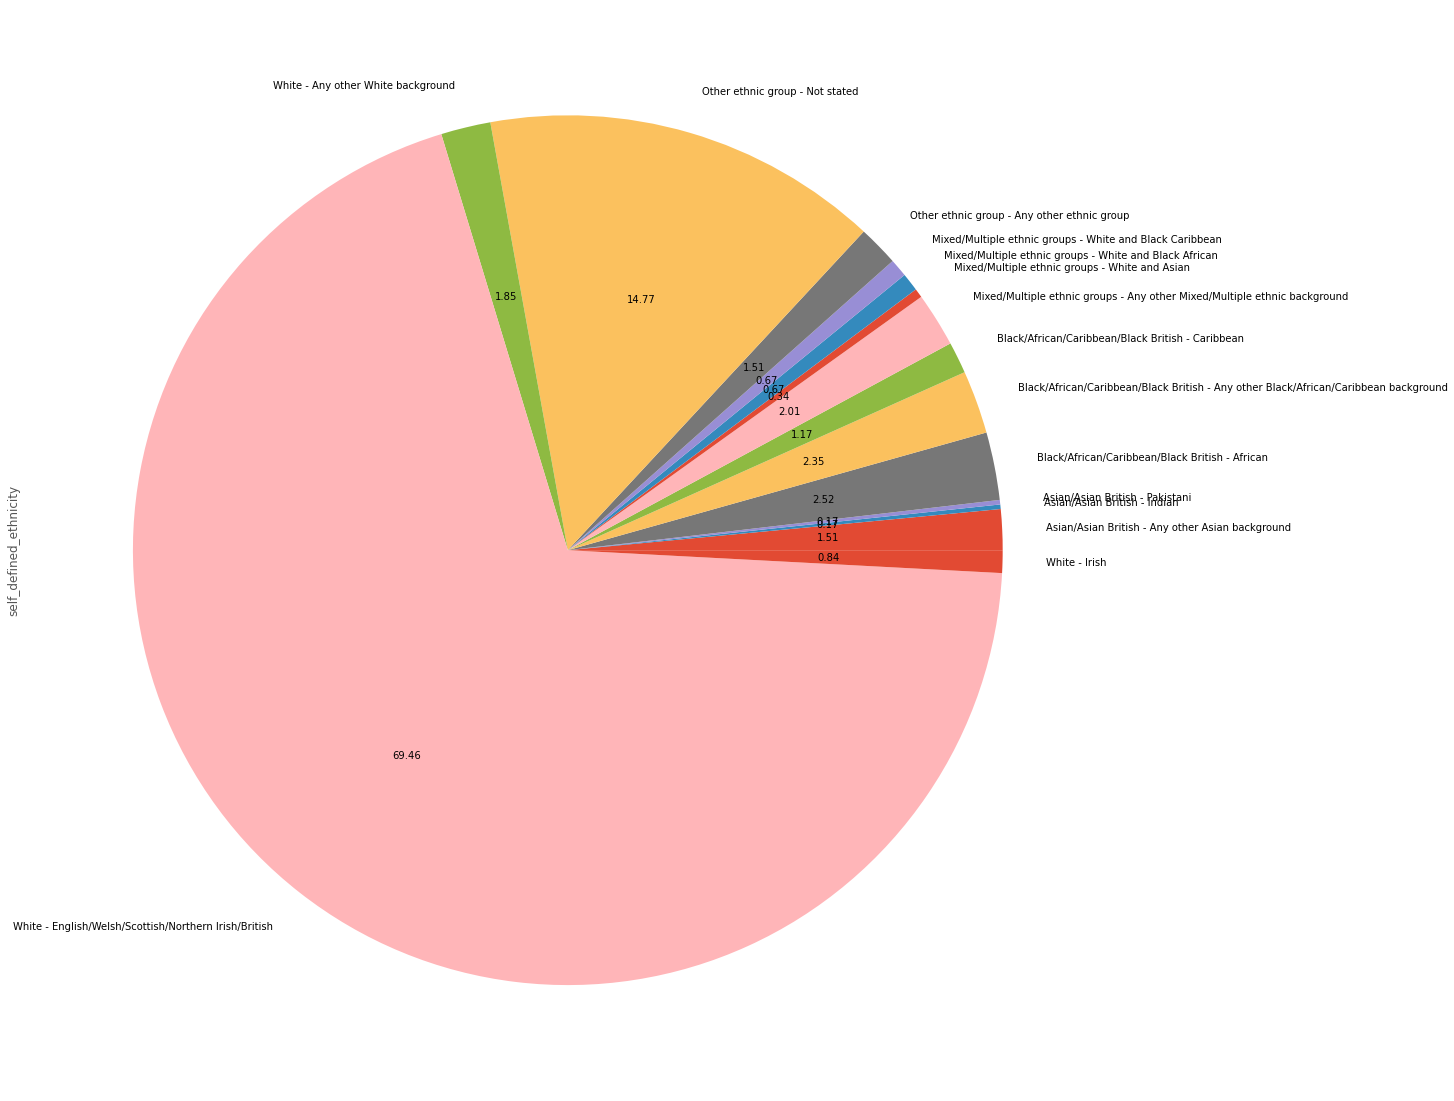 White - Any other White background
Other ethnic group - Not stated
Other ethnic group - Any other ethnic group
Mixed/Multiple ethnic groups - White and Black Caribbean
Mixed/Multiple ethnic groups - White and Black African
Mixed/Multiple ethnic groups - White and Asian
Mixed/Multiple ethnic groups - Any other Mixed/Multiple ethnic background
1.85
14.77
Black/African/Caribbean/Black British - Caribbean
1.51
0.67
0.67
0.34
Black/African/Caribbean/Black British - Any other Black/African/Caribbean background
2.01
1.17
Black/African/Caribbean/Black British - African
2.35
Asian/Asian British - Pakistani
2.52
Asian/Asian British - Indian
0.17
0.17
Asian/Asian British - Any other Asian background
1.51
0.84
White - Irish
self_defined_ethnicity
69.46
White - English/Welsh/Scottish/Northern Irish/British